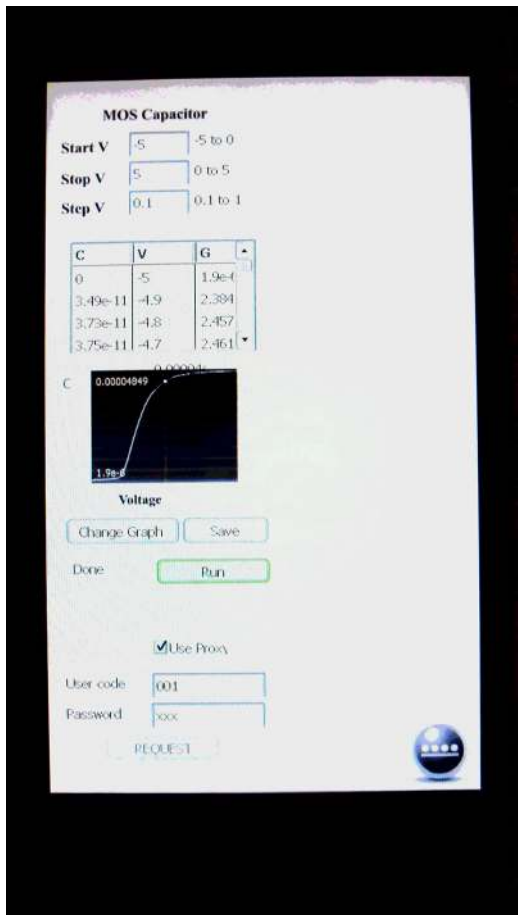 MOS Capacitor
Start V -5 -5 to 0
Stop V 5 0 to 5
Step V 0.1 0.1 to 1
C V G
0 -5
3.49e-11 -4.9 2.384
3.73e-11 -4.8 2.457
3.75e-11 -4.7 2.461
C 0.00004849
Voltage
Change Graph Save
Done Run
Use Proxy
User code 001
Password xxx
REQUEST